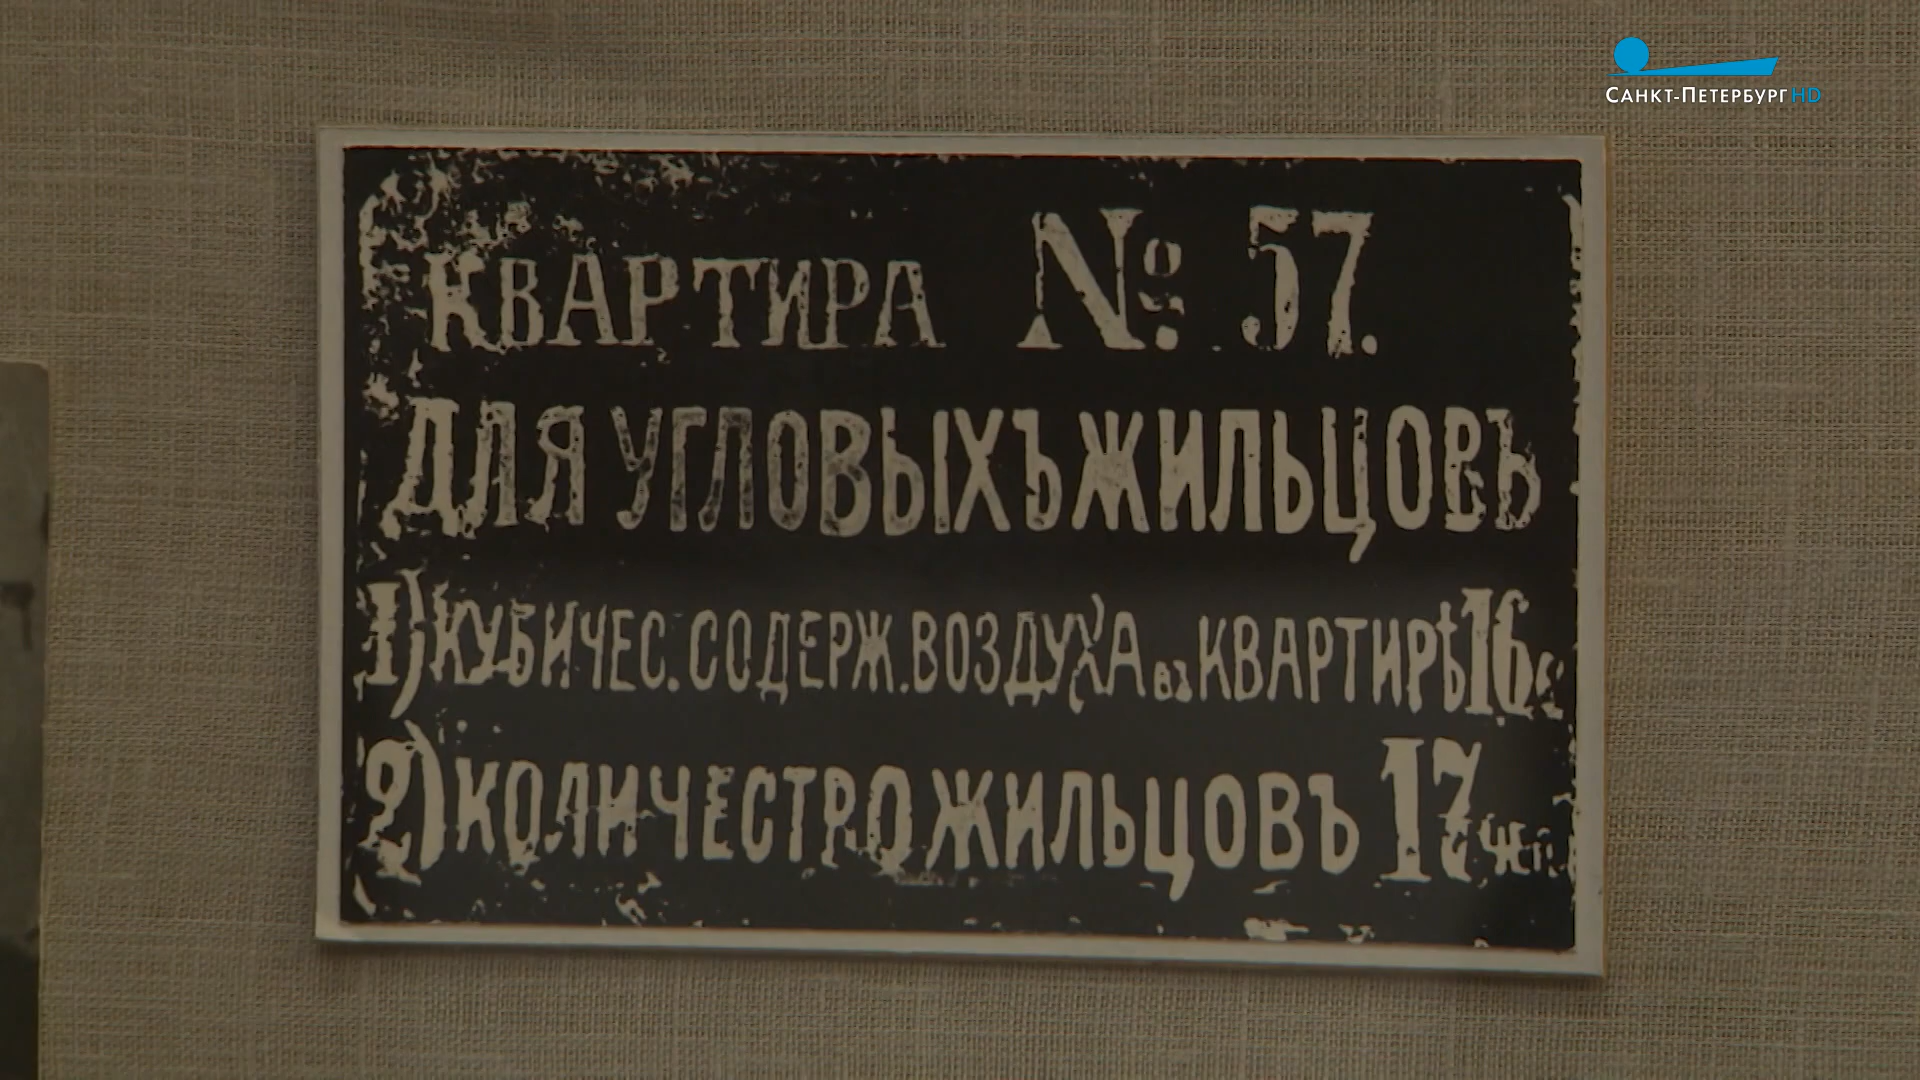 САНКТ-ПЕТЕРБУРГ HD
КВАРТИРА № 57.
ДЛЯ УГЛОВЫХЪ ЖИЛЬЦОВЪ
1) КУБИЧЕС. СОДЕРЖ. ВОЗДУХА въ КВАРТИРѢ 16
2) КОЛИЧЕСТВО ЖИЛЬЦОВЪ 17 чел.